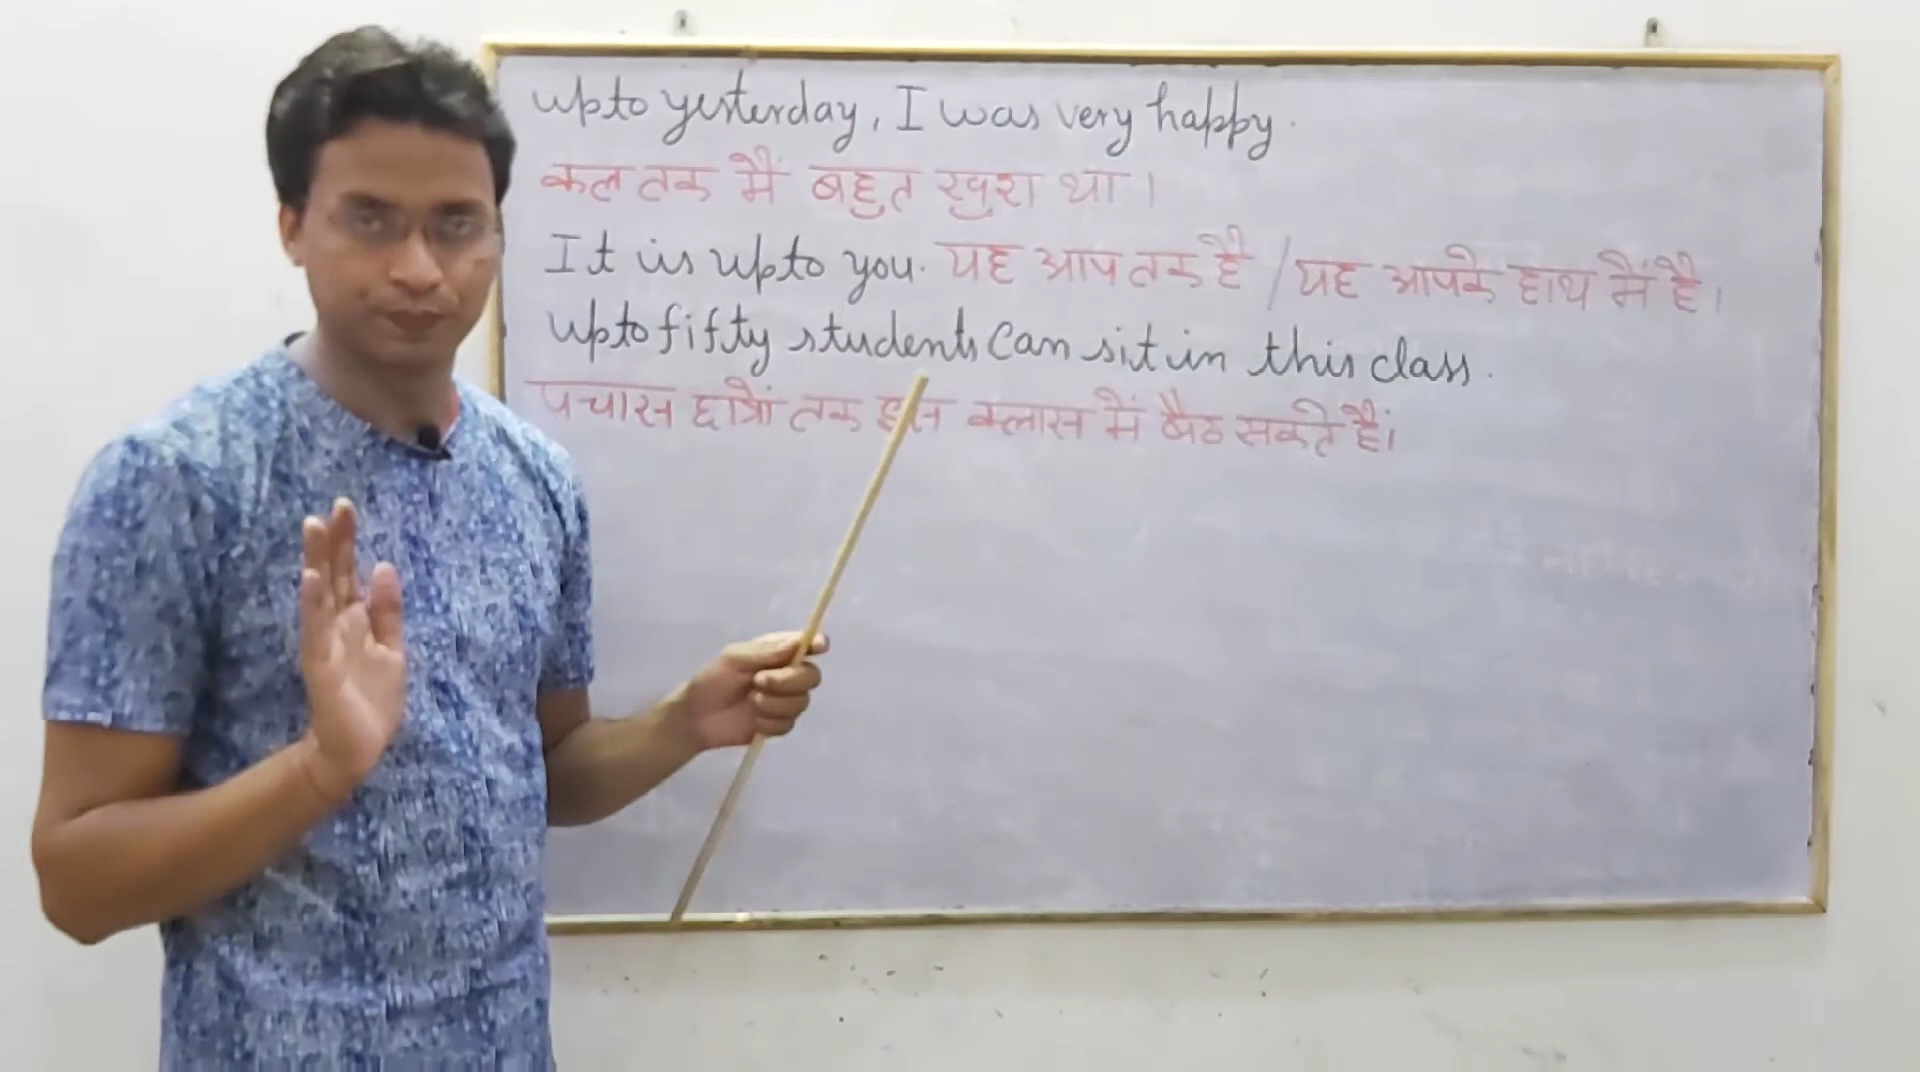 upto yesterday, I was very happy.
कल तक मैं बहुत खुश था।
It is upto you. यह आप तक है / यह आपके हाथ में है।
upto fifty students can sit in this class.
पचास छात्रों तक इस क्लास में बैठ सकते हैं।